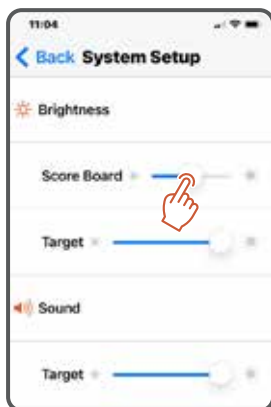 11:04
Back System Setup
Brightness
Score Board
Target
Sound
Target